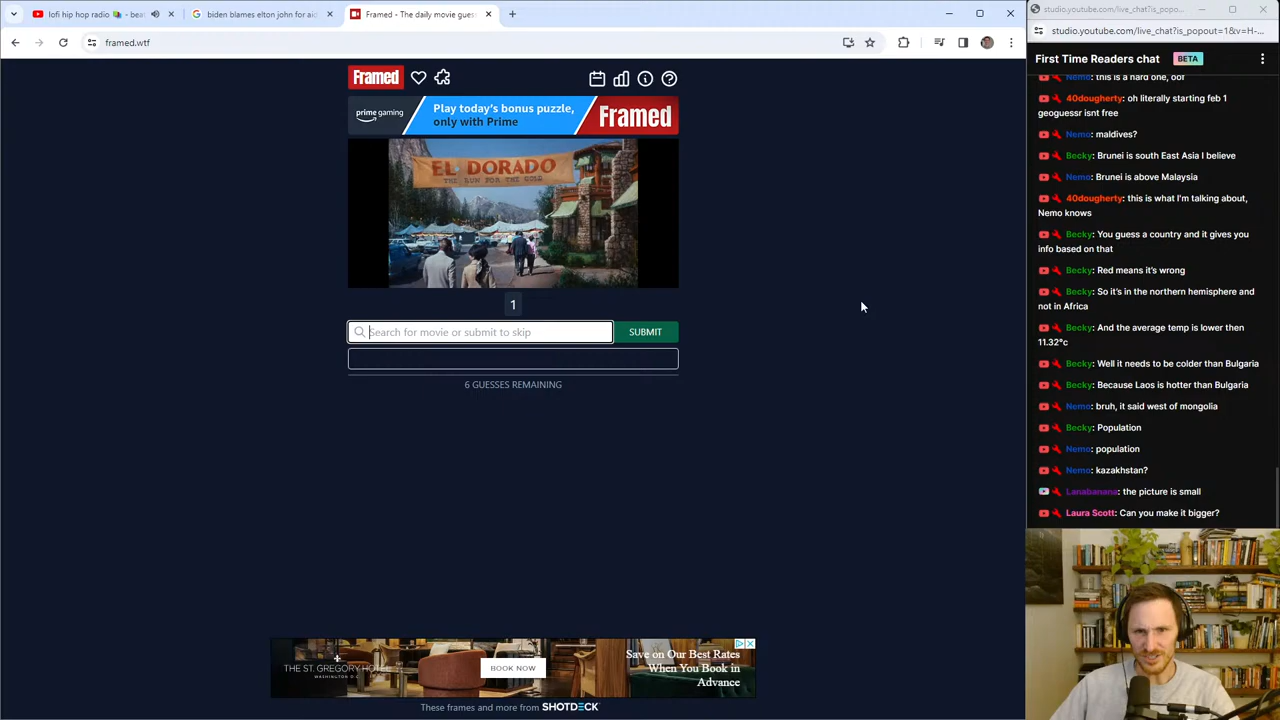 lofi hip hop radio 📚 - beat
biden blames elton john for aid
Framed - The daily movie gues
framed.wtf
studio.youtube.com/live_chat?is_popo...
studio.youtube.com/live_chat?is_popout=1&v=H-...
First Time Readers chat BETA
Nemo: this is a hard one, oof
40dougherty: oh literally starting feb 1
geoguessr isnt free
Nemo: maldives?
Becky: Brunei is south East Asia I believe
Nemo: Brunei is above Malaysia
40dougherty: this is what I'm talking about,
Nemo knows
Becky: You guess a country and it gives you
info based on that
Becky: Red means it's wrong
Becky: So it's in the northern hemisphere and
not in Africa
Becky: And the average temp is lower then
11.32°c
Becky: Well it needs to be colder than Bulgaria
Becky: Because Laos is hotter than Bulgaria
Nemo: bruh, it said west of mongolia
Becky: Population
Nemo: population
Nemo: kazakhstan?
Lanabanana: the picture is small
Laura Scott: Can you make it bigger?
Framed
prime gaming
Play today's bonus puzzle,
only with Prime
Framed
EL DORADO
THE RUN FOR THE GOLD
1
Search for movie or submit to skip
SUBMIT
6 GUESSES REMAINING
THE ST. GREGORY HOTEL
WASHINGTON D C
BOOK NOW
Save on Our Best Rates
When You Book in
Advance
These frames and more from SHOTDECK